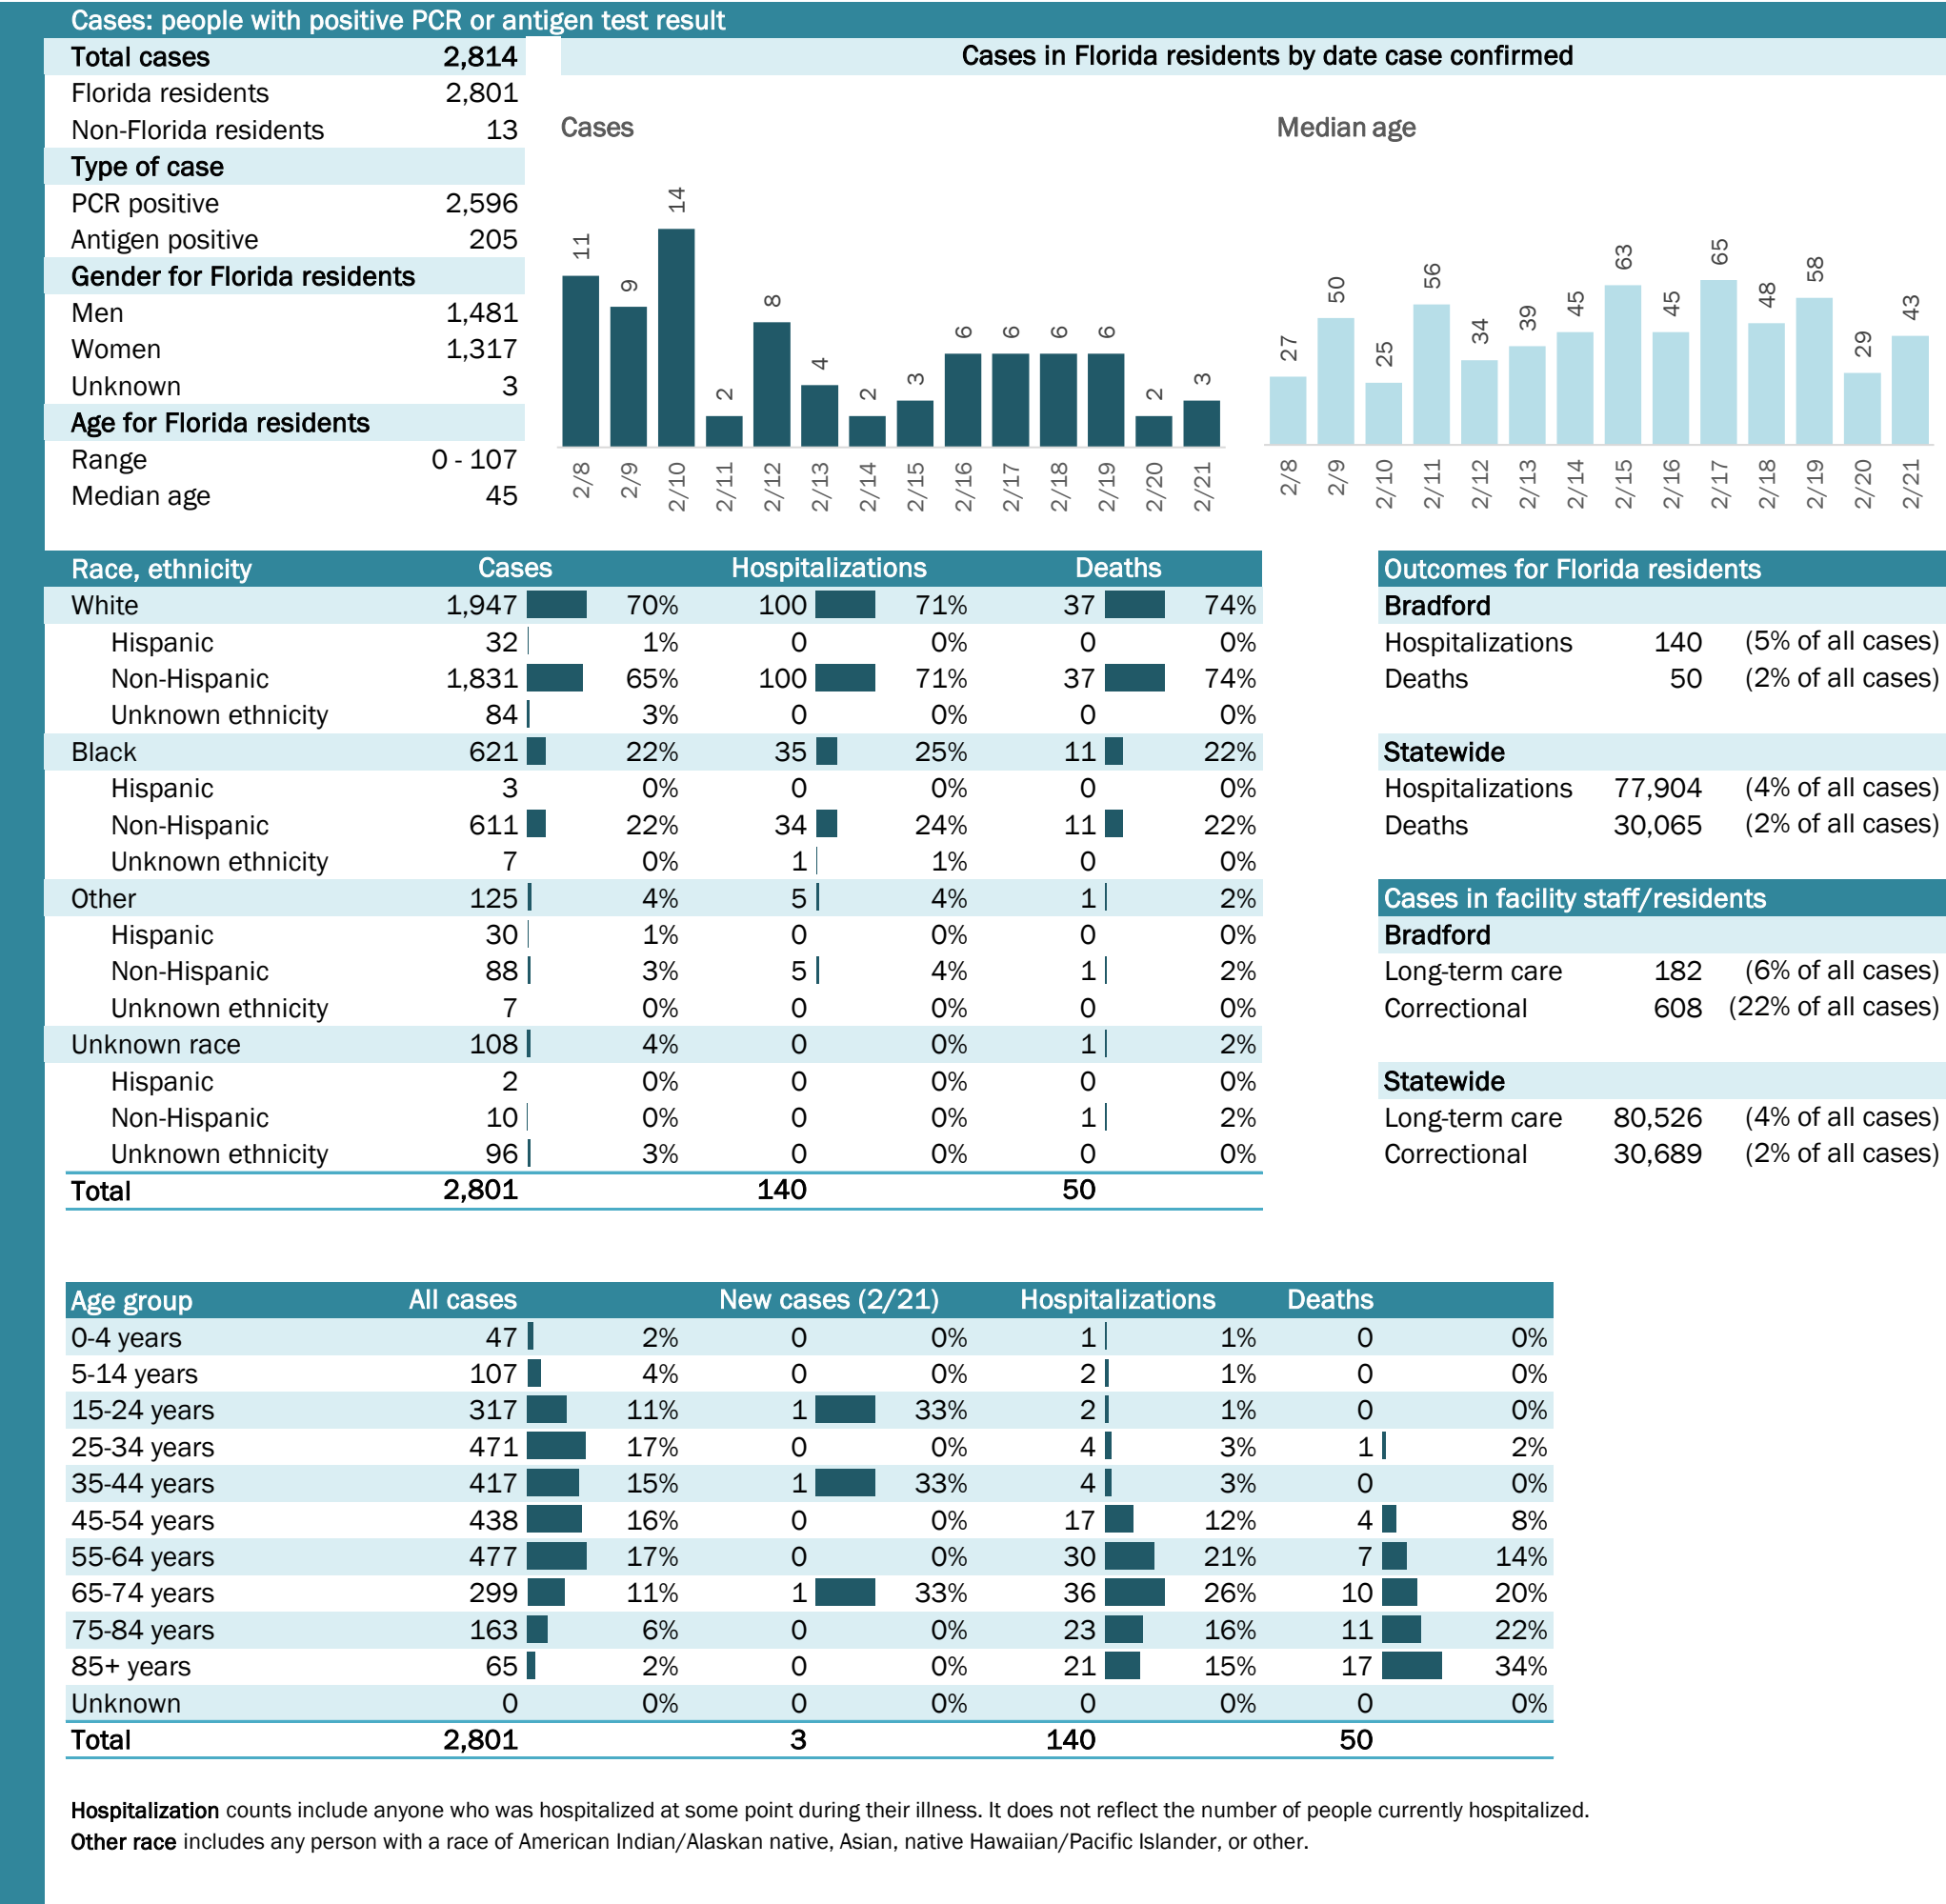 Cases: people with positive PCR or antigen test result
Total cases 2,814
Florida residents 2,801
Non-Florida residents 13
Type of case
PCR positive 2,596
Antigen positive 205
Gender for Florida residents
Men 1,481
Women 1,317
Unknown 3
Age for Florida residents
Range 0 - 107
Median age 45
Cases in Florida residents by date case confirmed
Cases
11 9 14 2 8 4 2 3 6 6 6 6 2 3
2/8 2/9 2/10 2/11 2/12 2/13 2/14 2/15 2/16 2/17 2/18 2/19 2/20 2/21
Median age
27 50 25 56 34 39 45 63 45 65 48 58 29 43
2/8 2/9 2/10 2/11 2/12 2/13 2/14 2/15 2/16 2/17 2/18 2/19 2/20 2/21
Race, ethnicity Cases Hospitalizations Deaths
White 1,947 70% 100 71% 37 74%
Hispanic 32 1% 0 0% 0 0%
Non-Hispanic 1,831 65% 100 71% 37 74%
Unknown ethnicity 84 3% 0 0% 0 0%
Black 621 22% 35 25% 11 22%
Hispanic 3 0% 0 0% 0 0%
Non-Hispanic 611 22% 34 24% 11 22%
Unknown ethnicity 7 0% 1 1% 0 0%
Other 125 4% 5 4% 1 2%
Hispanic 30 1% 0 0% 0 0%
Non-Hispanic 88 3% 5 4% 1 2%
Unknown ethnicity 7 0% 0 0% 0 0%
Unknown race 108 4% 0 0% 1 2%
Hispanic 2 0% 0 0% 0 0%
Non-Hispanic 10 0% 0 0% 1 2%
Unknown ethnicity 96 3% 0 0% 0 0%
Total 2,801 140 50
Outcomes for Florida residents
Bradford
Hospitalizations 140 (5% of all cases)
Deaths 50 (2% of all cases)
Statewide
Hospitalizations 77,904 (4% of all cases)
Deaths 30,065 (2% of all cases)
Cases in facility staff/residents
Bradford
Long-term care 182 (6% of all cases)
Correctional 608 (22% of all cases)
Statewide
Long-term care 80,526 (4% of all cases)
Correctional 30,689 (2% of all cases)
Age group All cases New cases (2/21) Hospitalizations Deaths
0-4 years 47 2% 0 0% 1 1% 0 0%
5-14 years 107 4% 0 0% 2 1% 0 0%
15-24 years 317 11% 1 33% 2 1% 0 0%
25-34 years 471 17% 0 0% 4 3% 1 2%
35-44 years 417 15% 1 33% 4 3% 0 0%
45-54 years 438 16% 0 0% 17 12% 4 8%
55-64 years 477 17% 0 0% 30 21% 7 14%
65-74 years 299 11% 1 33% 36 26% 10 20%
75-84 years 163 6% 0 0% 23 16% 11 22%
85+ years 65 2% 0 0% 21 15% 17 34%
Unknown 0 0% 0 0% 0 0% 0 0%
Total 2,801 3 140 50
Hospitalization counts include anyone who was hospitalized at some point during their illness. It does not reflect the number of people currently hospitalized.
Other race includes any person with a race of American Indian/Alaskan native, Asian, native Hawaiian/Pacific Islander, or other.